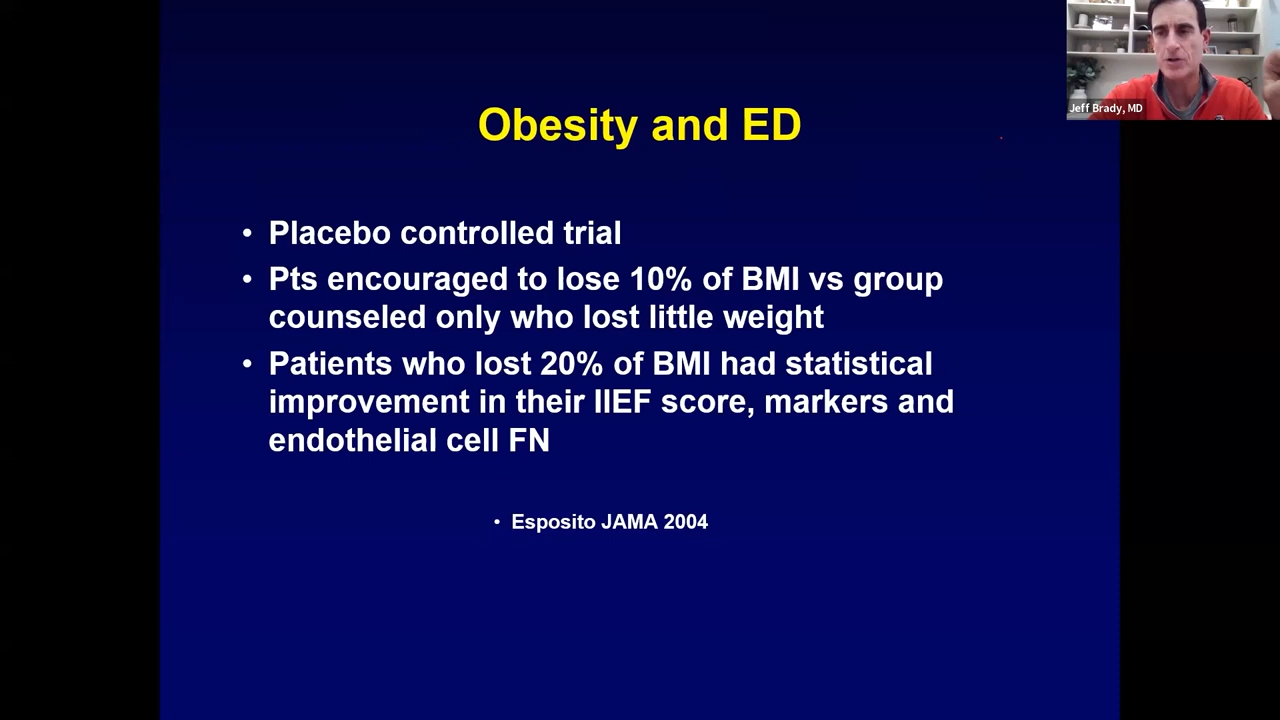 Jeff Brady, MD
Obesity and ED
• Placebo controlled trial
• Pts encouraged to lose 10% of BMI vs group
counseled only who lost little weight
• Patients who lost 20% of BMI had statistical
improvement in their IIEF score, markers and
endothelial cell FN
• Esposito JAMA 2004